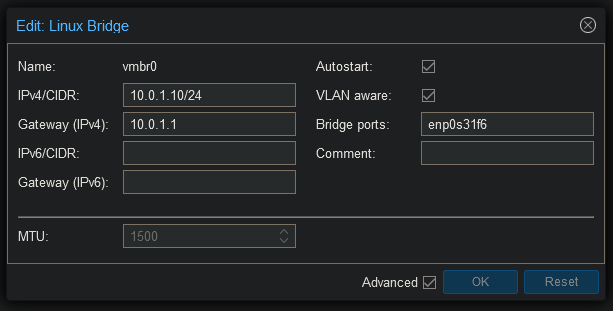 Edit: Linux Bridge
Name: vmbr0 Autostart:
IPv4/CIDR: 10.0.1.10/24 VLAN aware:
Gateway (IPv4): 10.0.1.1 Bridge ports: enp0s31f6
IPv6/CIDR: Comment:
Gateway (IPv6):
MTU: 1500
Advanced OK Reset